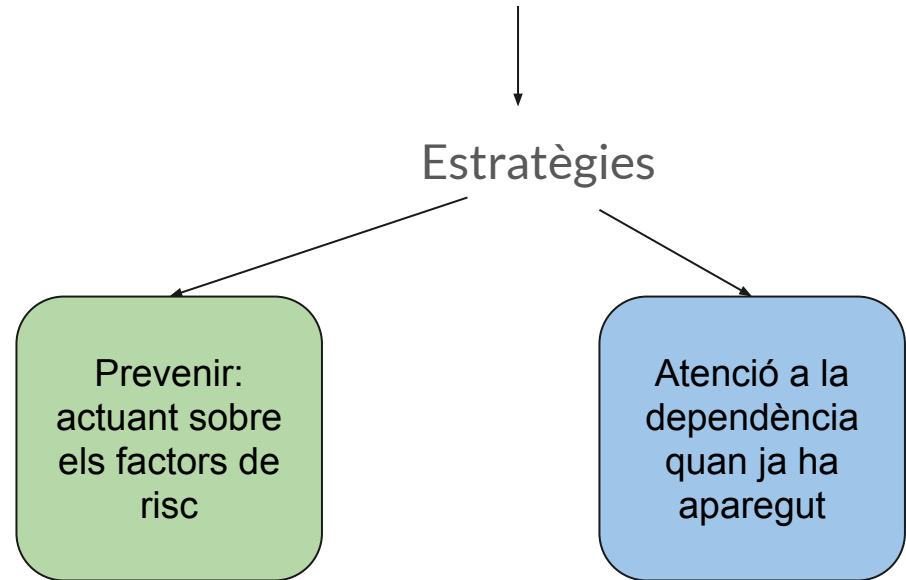 Estratègies
Prevenir:
actuant sobre
els factors de
risc
Atenció a la
dependència
quan ja ha
aparegut